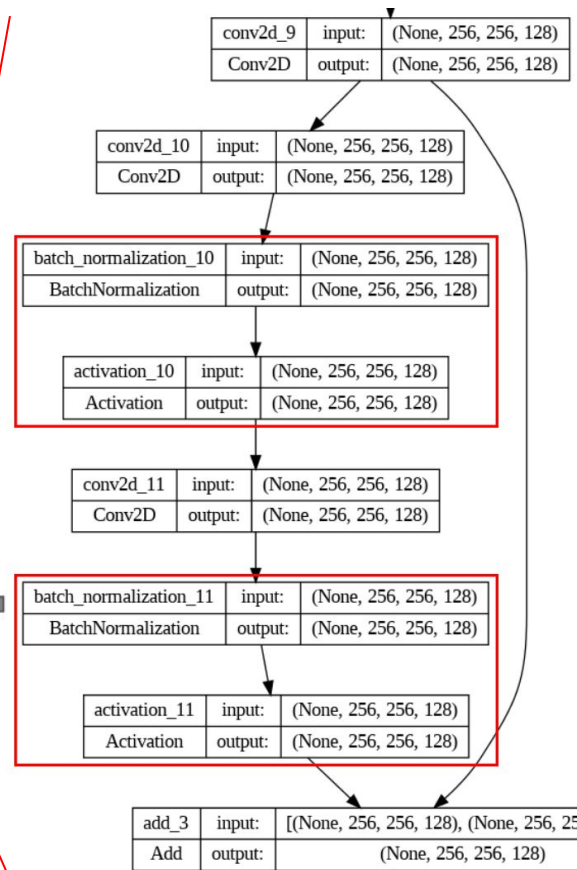 conv2d_9 input: (None, 256, 256, 128)
Conv2D output: (None, 256, 256, 128)
conv2d_10 input: (None, 256, 256, 128)
Conv2D output: (None, 256, 256, 128)
batch_normalization_10 input: (None, 256, 256, 128)
BatchNormalization output: (None, 256, 256, 128)
activation_10 input: (None, 256, 256, 128)
Activation output: (None, 256, 256, 128)
conv2d_11 input: (None, 256, 256, 128)
Conv2D output: (None, 256, 256, 128)
batch_normalization_11 input: (None, 256, 256, 128)
BatchNormalization output: (None, 256, 256, 128)
activation_11 input: (None, 256, 256, 128)
Activation output: (None, 256, 256, 128)
add_3 input: [(None, 256, 256, 128), (None, 256, 25
Add output: (None, 256, 256, 128)